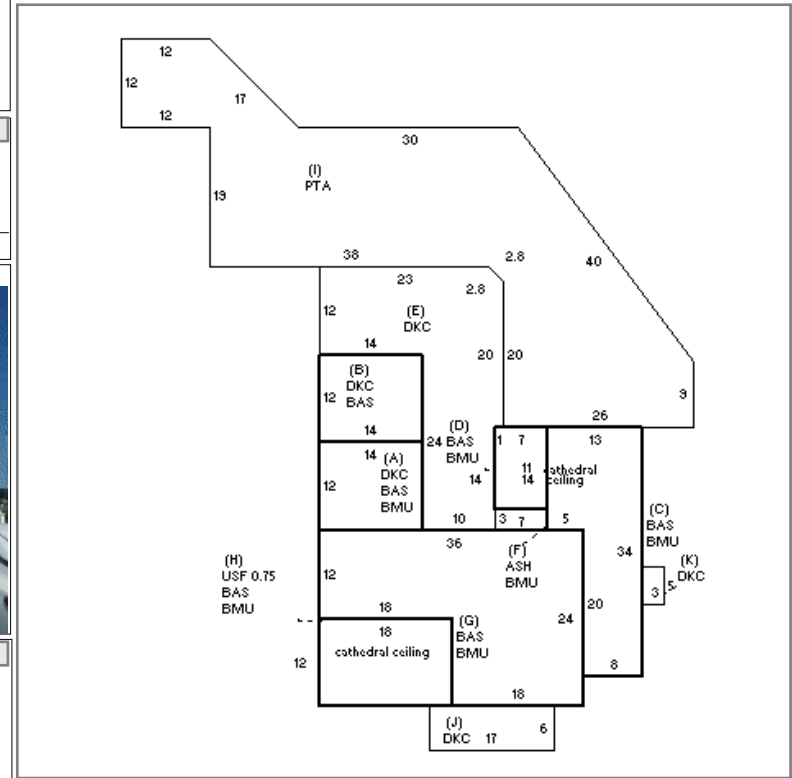 12
12
17
12
30
(I)
PTA
19
38
2.8
40
23
2.8
12
(E)
DKC
14
20
20
(B)
DKC
BAS
12
9
26
14
(D)
BAS
BMU
24
1
7
13
14
(A)
DKC
BAS
BMU
11
14
14
cathedral
ceiling
12
(C)
BAS
BMU
10
3
7
5
36
(F)
ASH
BMU
34
(K)
DKC
5
3
(H)
USF 0.75
BAS
BMU
12
20
18
(G)
BAS
BMU
24
18
cathedral ceiling
12
8
18
(J)
DKC
17
6